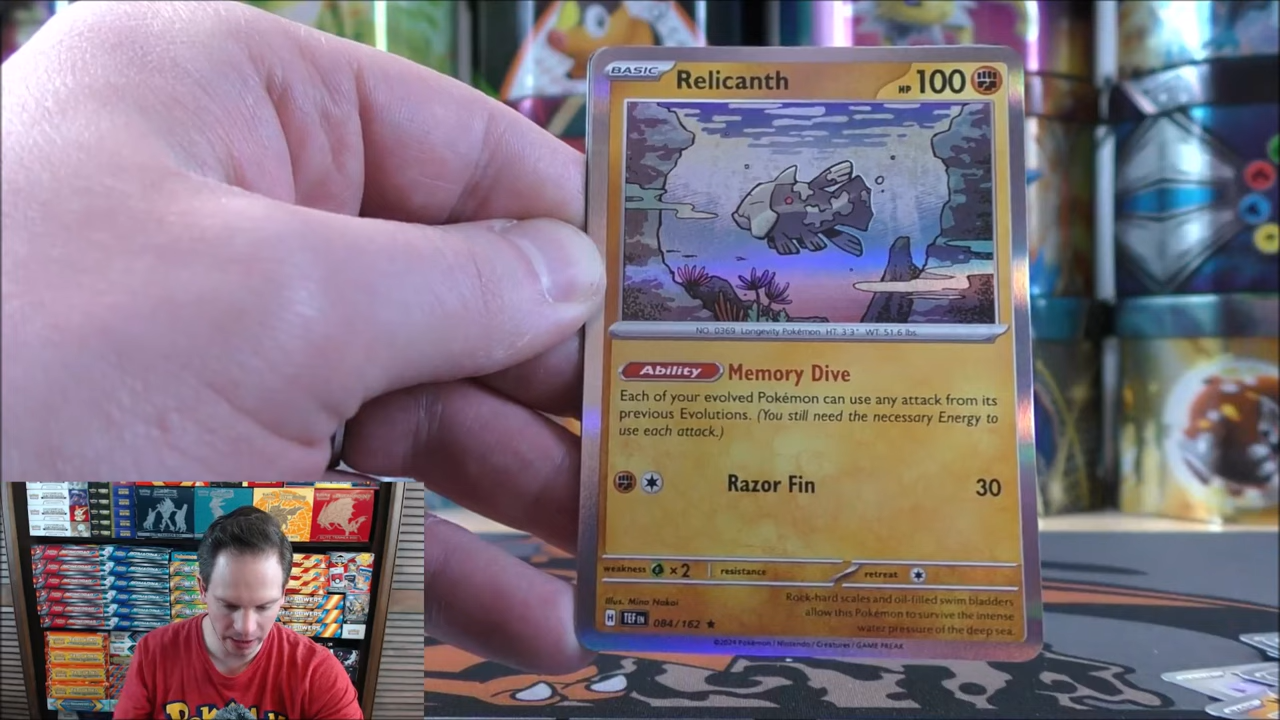 BASIC Relicanth HP 100
NO. 0369 Longevity Pokémon HT: 3'3" WT: 51.6 lbs.
Ability Memory Dive
Each of your evolved Pokémon can use any attack from its
previous Evolutions. (You still need the necessary Energy to
use each attack.)
Razor Fin 30
weakness ×2 resistance retreat
Illus. Mino Nakai
Rock-hard scales and oil-filled swim bladders
allow this Pokémon to survive the intense
water pressure of the deep sea.
H TEF EN 084/162
©2024 Pokémon / Nintendo / Creatures / GAME FREAK